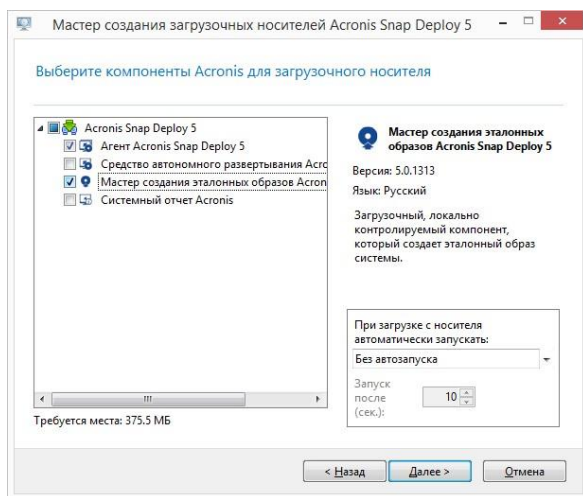 Мастер создания загрузочных носителей Acronis Snap Deploy 5
Выберите компоненты Acronis для загрузочного носителя
Acronis Snap Deploy 5
Агент Acronis Snap Deploy 5
Средство автономного развертывания Acro
Мастер создания эталонных образов Acron
Системный отчет Acronis
Требуется места: 375.5 МБ
Мастер создания эталонных
образов Acronis Snap Deploy 5
Версия: 5.0.1313
Язык: Русский
Загрузочный, локально
контролируемый компонент,
который создает эталонный образ
системы.
При загрузке с носителя
автоматически запускать:
Без автозапуска
Запуск
после
(сек.):
10
< Назад
Далее >
Отмена